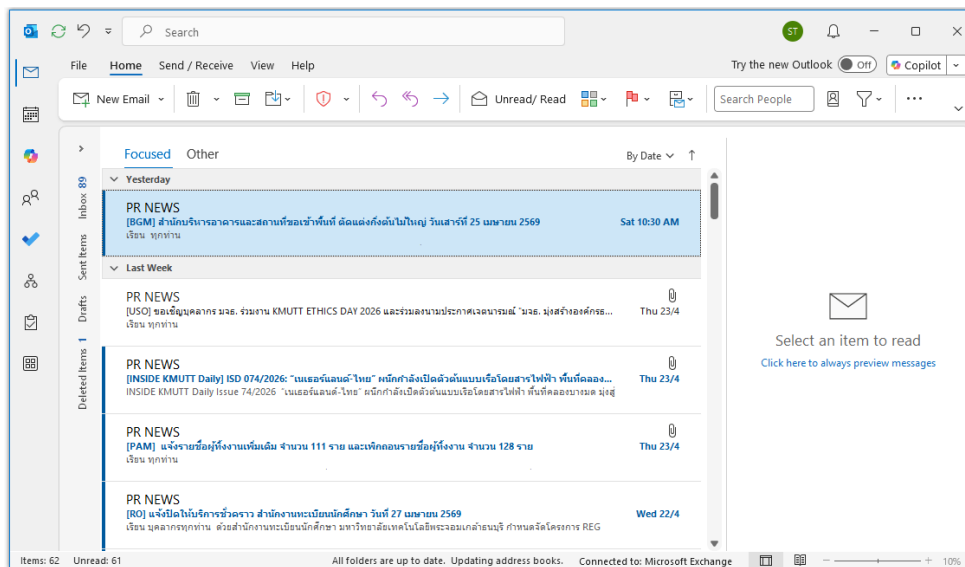 Search
ST
File Home Send / Receive View Help
Try the new Outlook Off Copilot
New Email Unread/ Read Search People
Focused Other By Date
Inbox 89
Sent Items
Drafts
Deleted Items 1
Yesterday
PR NEWS
[BGM] สำนักบริหารอาคารและสถานที่ขอเข้าพื้นที่ ตัดแต่งกิ่งต้นไม้ใหญ่ วันเสาร์ที่ 25 เมษายน 2569 Sat 10:30 AM
เรียน ทุกท่าน
Last Week
PR NEWS
[USO] ขอเชิญบุคลากร มจธ. ร่วมงาน KMUTT ETHICS DAY 2026 และร่วมลงนามประกาศเจตนารมณ์ "มจธ. มุ่งสร้างองค์กรธ... Thu 23/4
เรียน ทุกท่าน
PR NEWS
[INSIDE KMUTT Daily] ISD 074/2026: "เนเธอร์แลนด์-ไทย" ผนึกกำลังเปิดตัวต้นแบบเรือโดยสารไฟฟ้า พื้นที่คลอง... Thu 23/4
INSIDE KMUTT Daily Issue 74/2026 "เนเธอร์แลนด์-ไทย" ผนึกกำลังเปิดตัวต้นแบบเรือโดยสารไฟฟ้า พื้นที่คลองบางมด มุ่งสู่
PR NEWS
[PAM] แจ้งรายชื่อผู้ทิ้งงานเพิ่มเติม จำนวน 111 ราย และเพิกถอนรายชื่อผู้ทิ้งงาน จำนวน 128 ราย Thu 23/4
เรียน ทุกท่าน
PR NEWS
[RO] แจ้งปิดให้บริการชั่วคราว สำนักงานทะเบียนนักศึกษา วันที่ 27 เมษายน 2569 Wed 22/4
เรียน บุคลากรทุกท่าน ด้วยสำนักงานทะเบียนนักศึกษา มหาวิทยาลัยเทคโนโลยีพระจอมเกล้าธนบุรี กำหนดจัดโครงการ REG
Select an item to read
Click here to always preview messages
Items: 62 Unread: 61 All folders are up to date. Updating address books. Connected to: Microsoft Exchange 10%